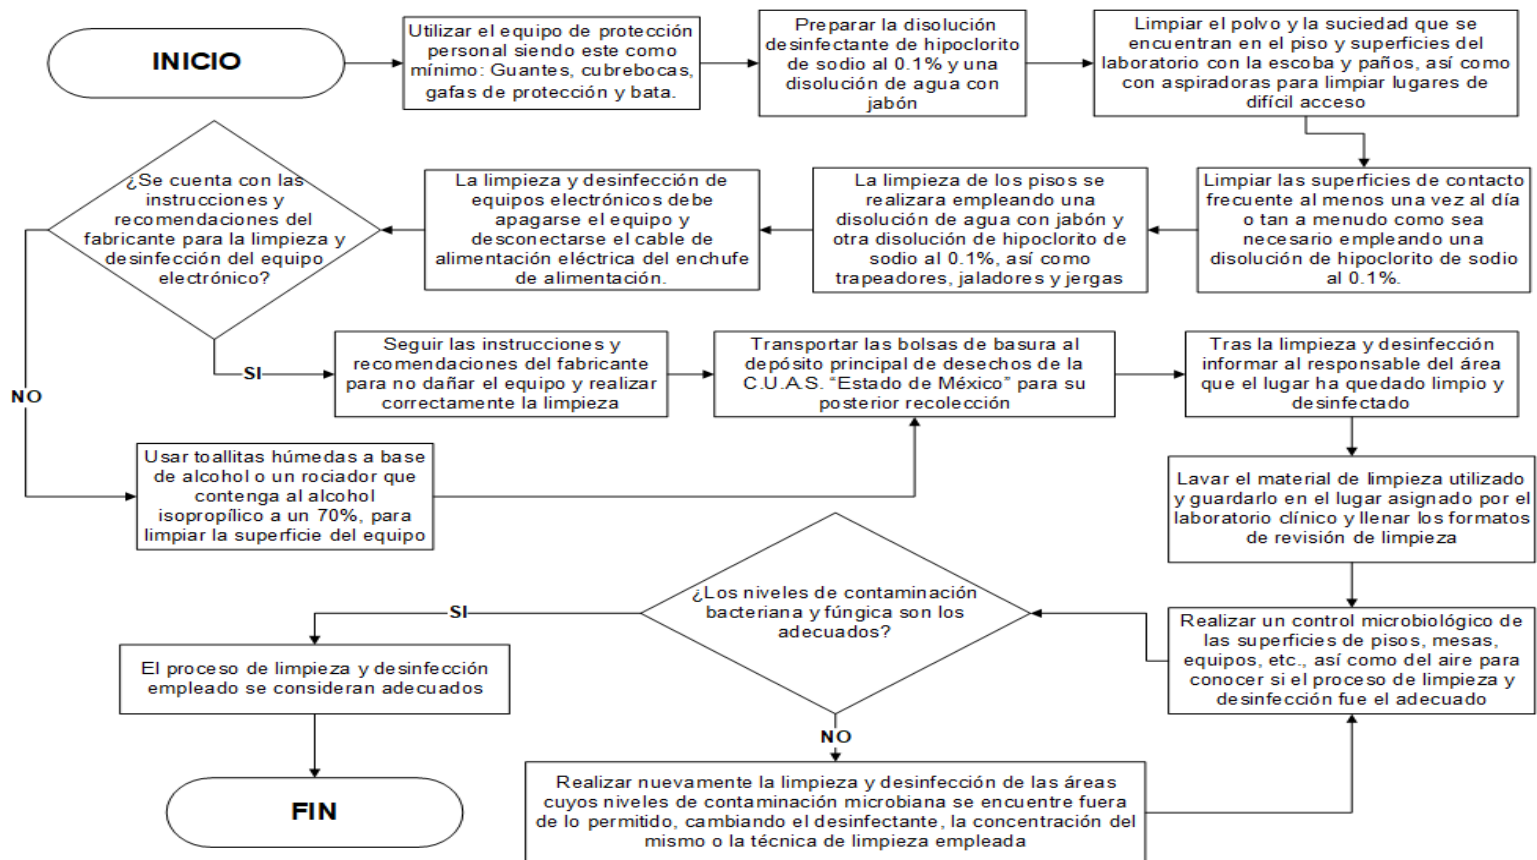 INICIO
Utilizar el equipo de protección
personal siendo este como
mínimo: Guantes, cubrebocas,
gafas de protección y bata.
Preparar la disolución
desinfectante de hipoclorito
de sodio al 0.1% y una
disolución de agua con
jabón
Limpiar el polvo y la suciedad que se
encuentran en el piso y superficies del
laboratorio con la escoba y paños, así como
con aspiradoras para limpiar lugares de
difícil acceso
Limpiar las superficies de contacto
frecuente al menos una vez al día
o tan a menudo como sea
necesario empleando una
disolución de hipoclorito de sodio
al 0.1%.
La limpieza de los pisos se
realizara empleando una
disolución de agua con jabón y
otra disolución de hipoclorito de
sodio al 0.1%, así como
trapeadores, jaladores y jergas
La limpieza y desinfección de
equipos electrónicos debe
apagarse el equipo y
desconectarse el cable de
alimentación eléctrica del enchufe
de alimentación.
¿Se cuenta con las
instrucciones y
recomendaciones del
fabricante para la limpieza y
desinfección del equipo
electrónico?
SI
NO
Seguir las instrucciones y
recomendaciones del fabricante
para no dañar el equipo y realizar
correctamente la limpieza
Usar toallitas húmedas a base
de alcohol o un rociador que
contenga al alcohol
isopropílico a un 70%, para
limpiar la superficie del equipo
Transportar las bolsas de basura al
depósito principal de desechos de la
C.U.A.S. “Estado de México” para su
posterior recolección
Tras la limpieza y desinfección
informar al responsable del área
que el lugar ha quedado limpio y
desinfectado
Lavar el material de limpieza utilizado
y guardarlo en el lugar asignado por el
laboratorio clínico y llenar los formatos
de revisión de limpieza
Realizar un control microbiológico de
las superficies de pisos, mesas,
equipos, etc., así como del aire para
conocer si el proceso de limpieza y
desinfección fue el adecuado
¿Los niveles de contaminación
bacteriana y fúngica son los
adecuados?
SI
NO
El proceso de limpieza y desinfección
empleado se consideran adecuados
FIN
Realizar nuevamente la limpieza y desinfección de las áreas
cuyos niveles de contaminación microbiana se encuentre fuera
de lo permitido, cambiando el desinfectante, la concentración del
mismo o la técnica de limpieza empleada